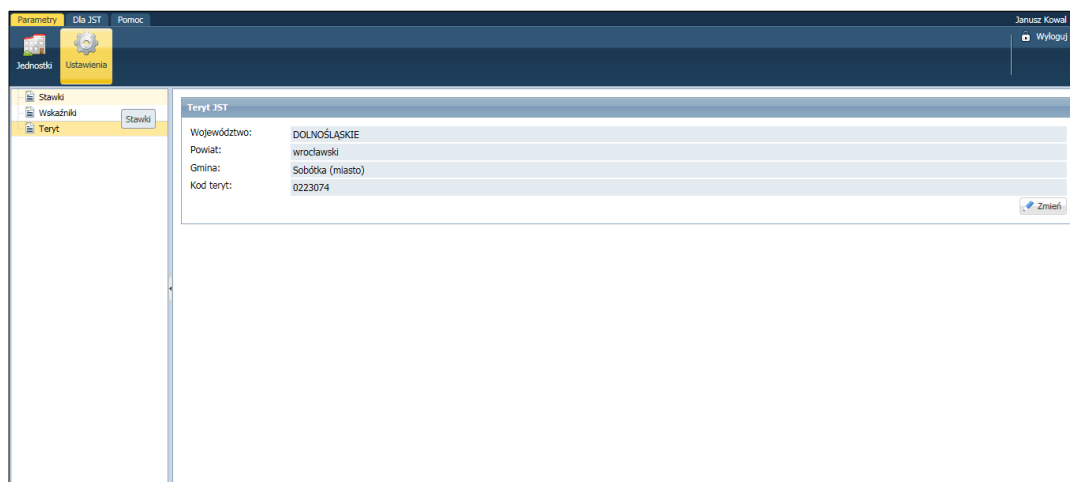 Parametry Dla JST Pomoc Janusz Kowal
Wyloguj
Jednostki Ustawienia
Stawki
Wskaźniki
Stawki
Teryt
Teryt JST
Województwo: DOLNOŚLĄSKIE
Powiat: wrocławski
Gmina: Sobótka (miasto)
Kod teryt: 0223074
Zmień